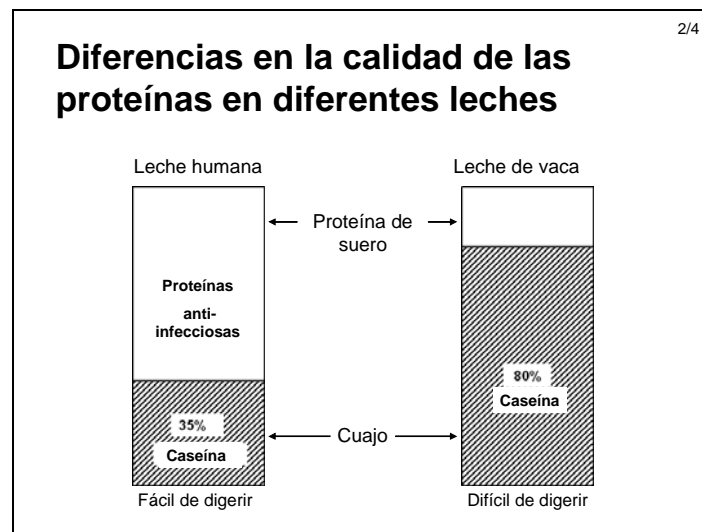 2/4
Diferencias en la calidad de las
proteínas en diferentes leches
Leche humana
Leche de vaca
Proteína de
suero
Proteínas
anti-
infecciosas
80%
Caseína
35%
Caseína
Cuajo
Fácil de digerir
Difícil de digerir